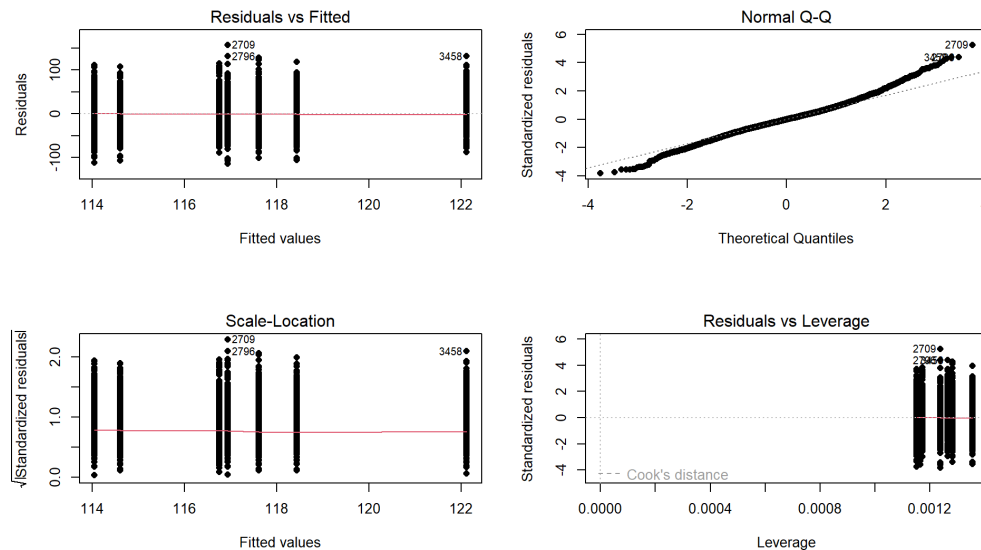 Residuals vs Fitted
Residuals
-100 0 100
2709
2796
3458
114 116 118 120 122
Fitted values
Normal Q-Q
Standardized residuals
-4 -2 0 2 4 6
2709
-4 -2 0 2
Theoretical Quantiles
Scale-Location
√|Standardized residuals|
0.0 1.0 2.0
2709
2796
3458
114 116 118 120 122
Fitted values
Residuals vs Leverage
Standardized residuals
-4 -2 0 2 4 6
2709
Cook's distance
0.0000 0.0004 0.0008 0.0012
Leverage